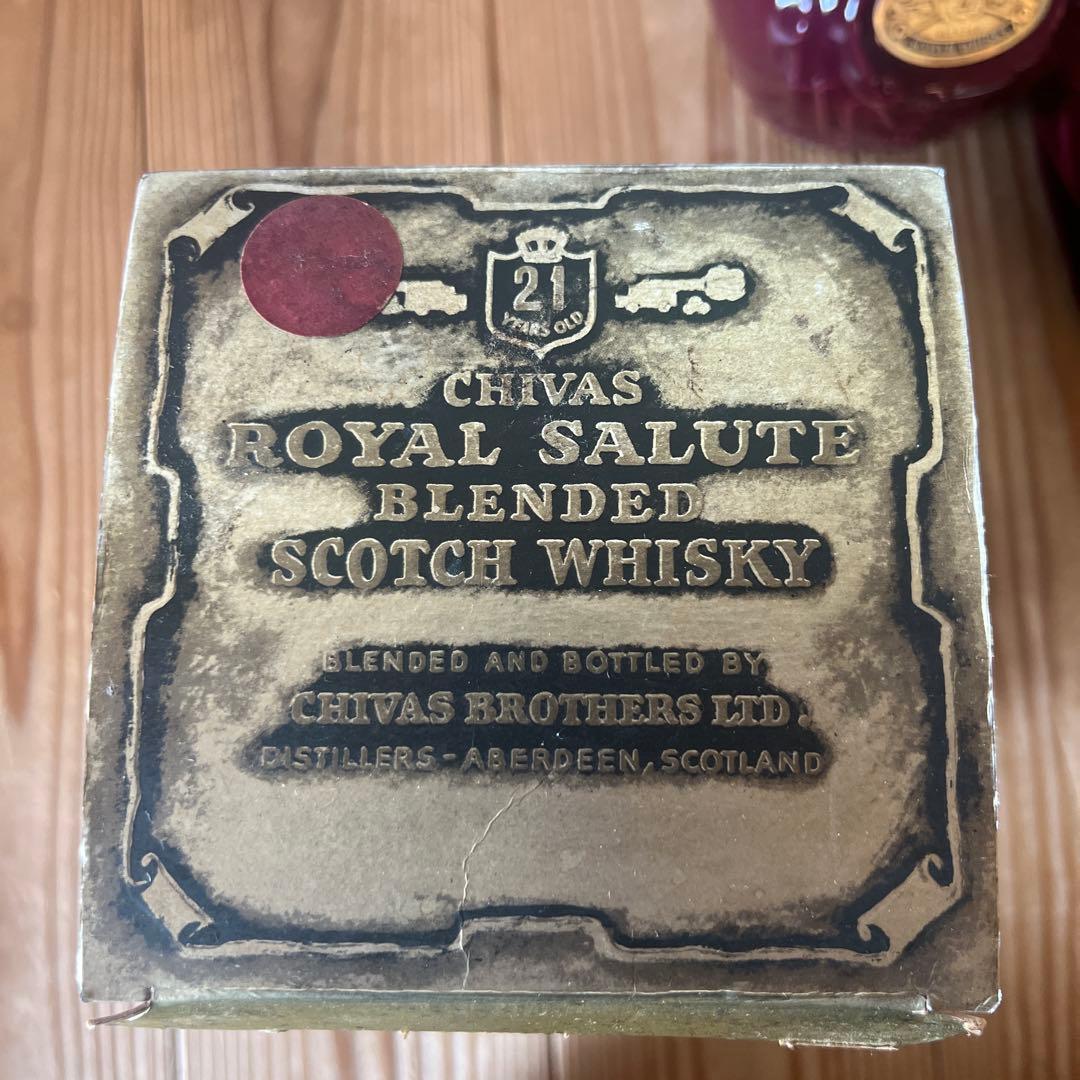 21
YEARS OLD
CHIVAS
ROYAL SALUTE
BLENDED
SCOTCH WHISKY
BLENDED AND BOTTLED BY
CHIVAS BROTHERS LTD.
DISTILLERS-ABERDEEN, SCOTLAND